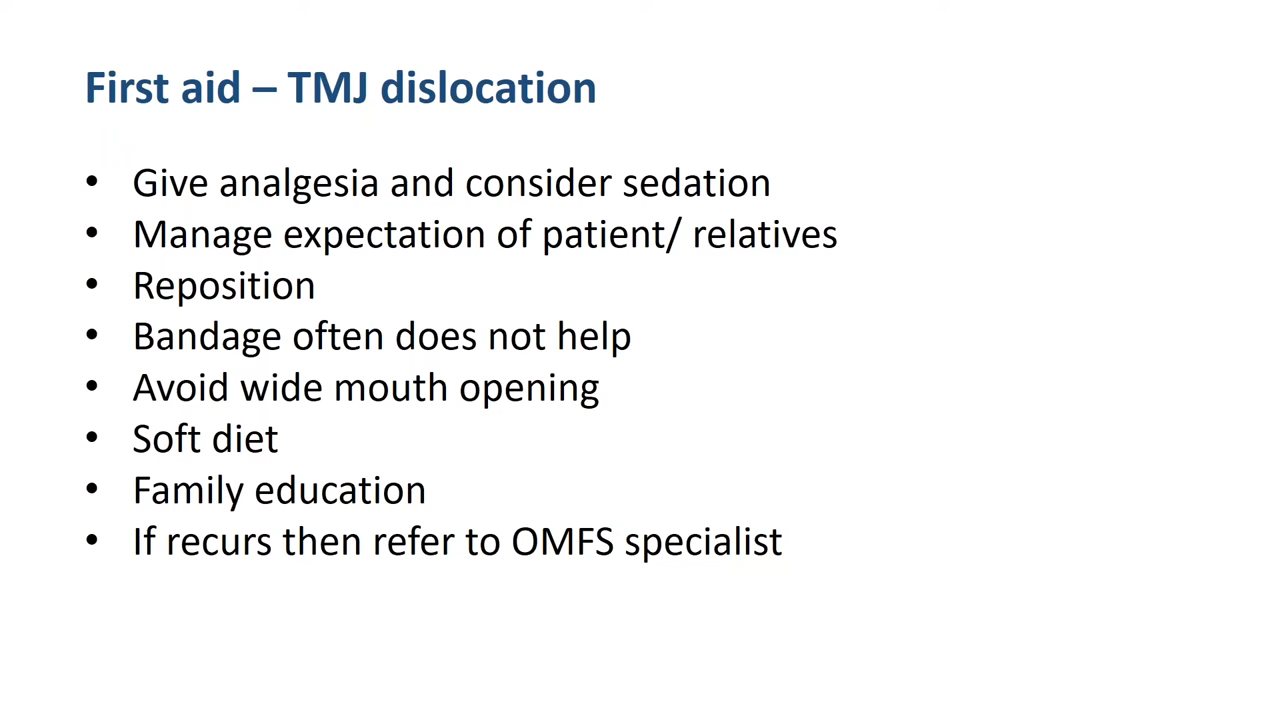 First aid – TMJ dislocation
• Give analgesia and consider sedation
• Manage expectation of patient/ relatives
• Reposition
• Bandage often does not help
• Avoid wide mouth opening
• Soft diet
• Family education
• If recurs then refer to OMFS specialist